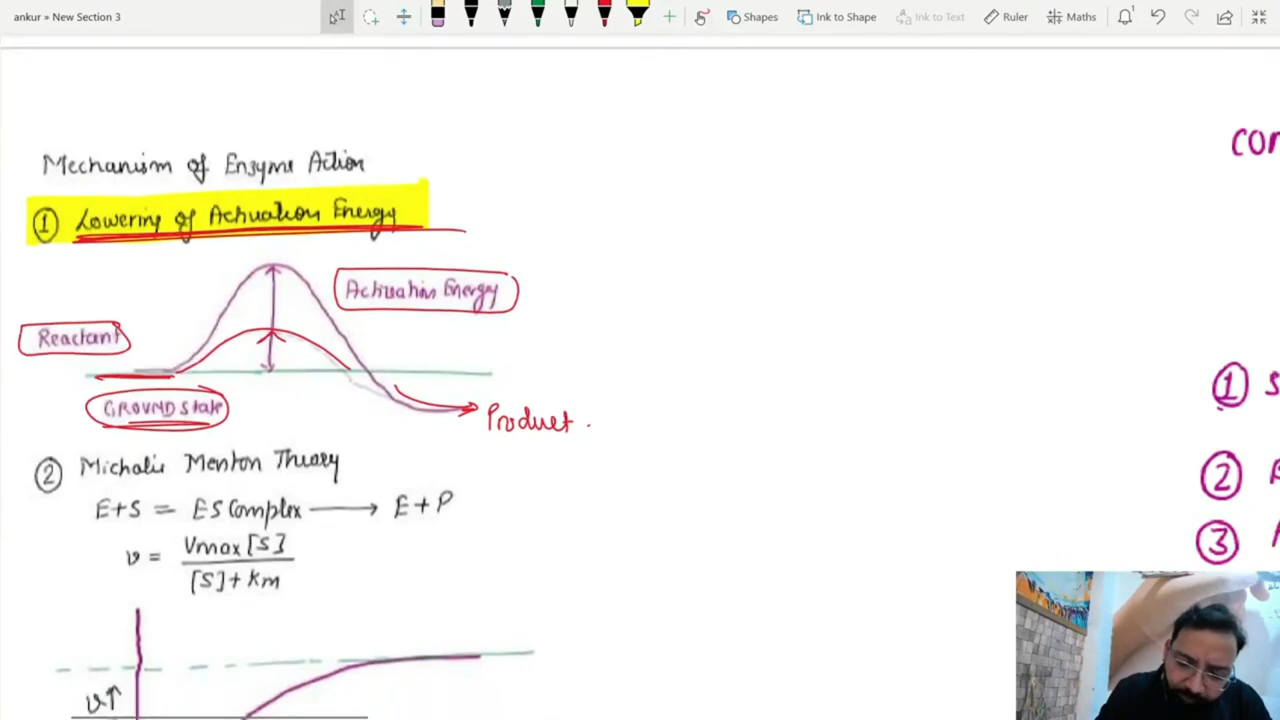 ankur » New Section 3
Shapes
Ink to Shape
Ink to Text
Ruler
Maths
Mechanism of Enzyme Action
① Lowering of Activation Energy
Activation Energy
Reactant
GROUND State
Product .
② Michalis Menton Theory
E+S = ES Complex → E+P
v = Vmax [S]
[S] + Km
v↑
①
②
③